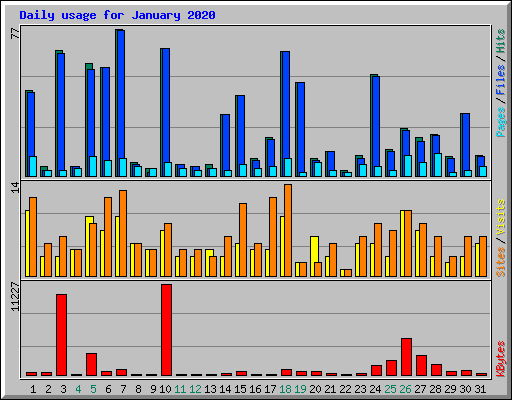 Daily usage for January 2020
77
Pages / Files / Hits
14
Sites / Visits
11227
KBytes
1 2 3 4 5 6 7 8 9 10 11 12 13 14 15 16 17 18 19 20 21 22 23 24 25 26 27 28 29 30 31